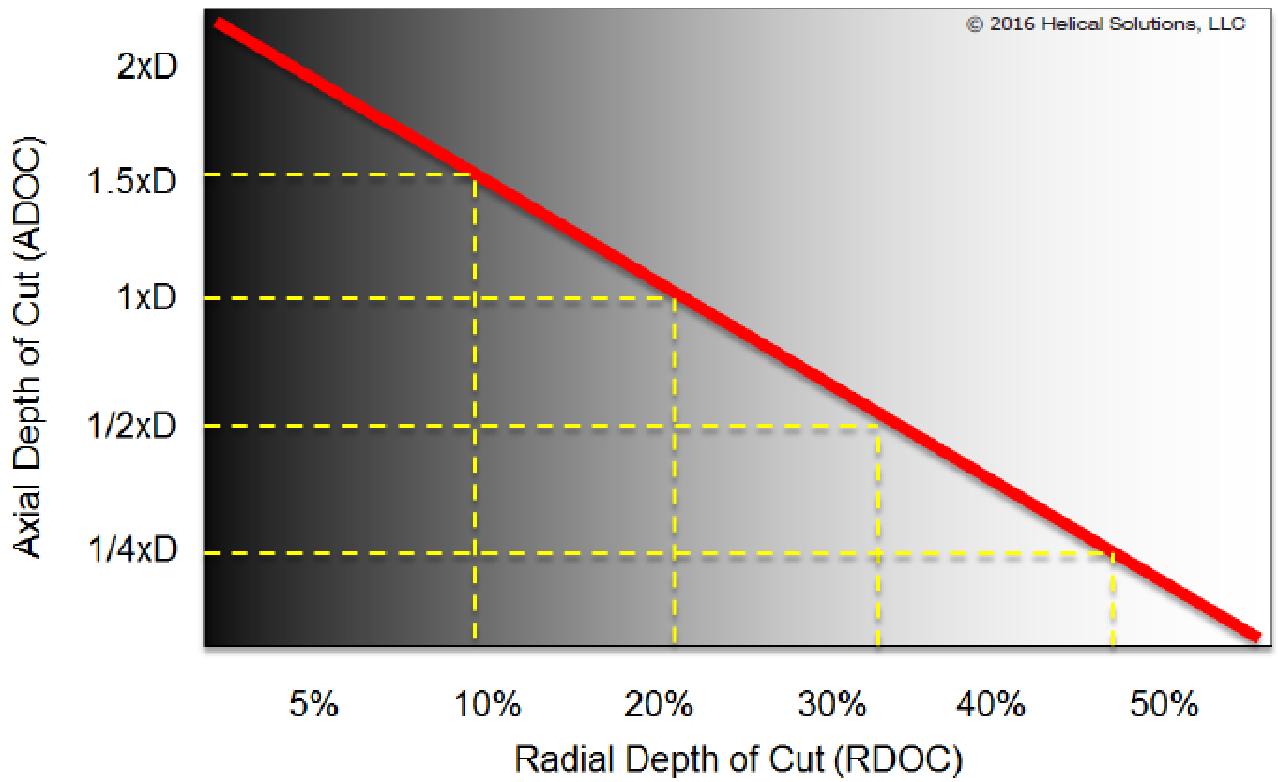 © 2016 Helical Solutions, LLC
Axial Depth of Cut (ADOC)
2xD
1.5xD
1xD
1/2xD
1/4xD
5% 10% 20% 30% 40% 50%
Radial Depth of Cut (RDOC)